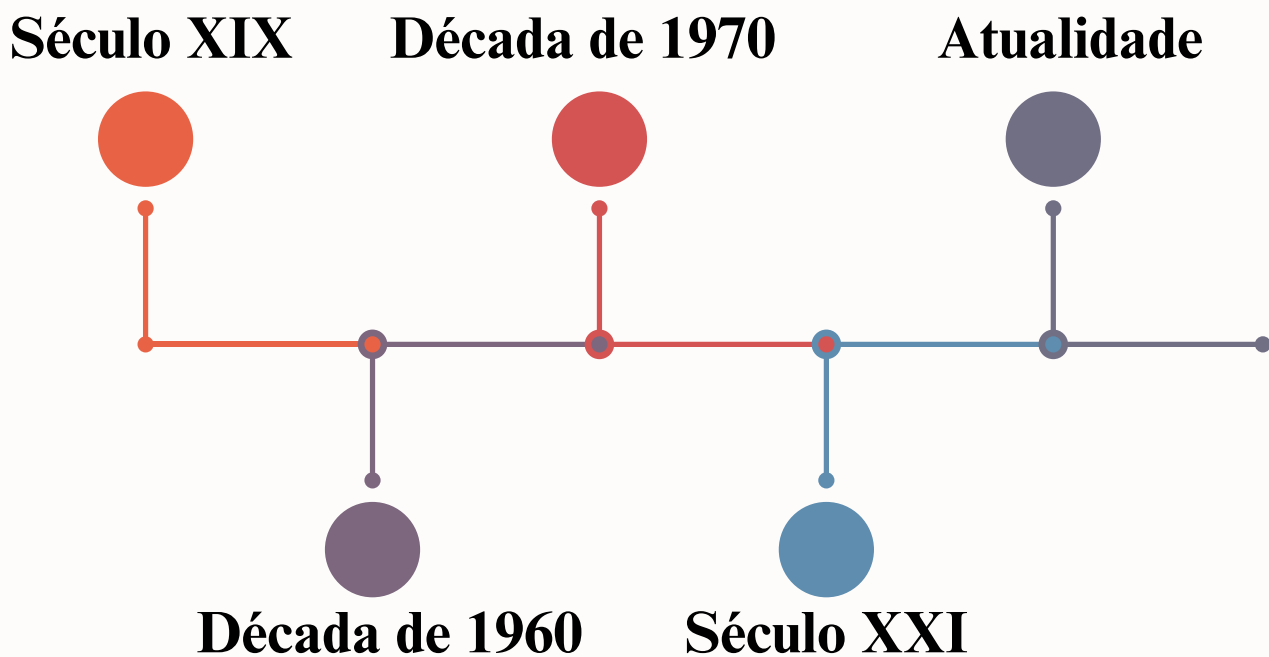 Século XIX
Década de 1970
Atualidade
Década de 1960
Século XXI